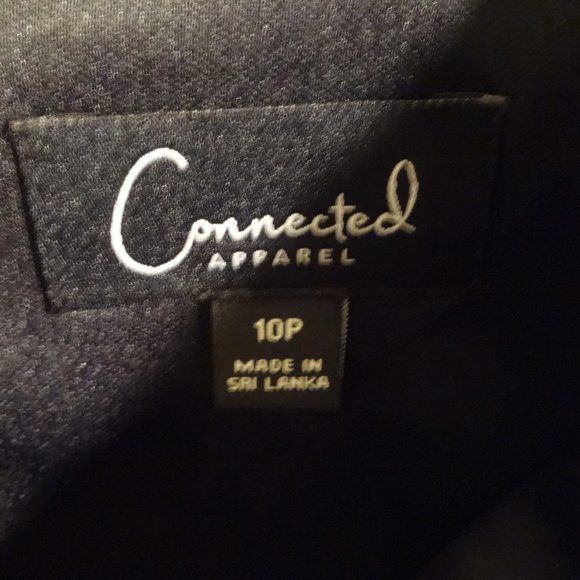 Connected
APPAREL
10P
MADE IN
SRI LANKA